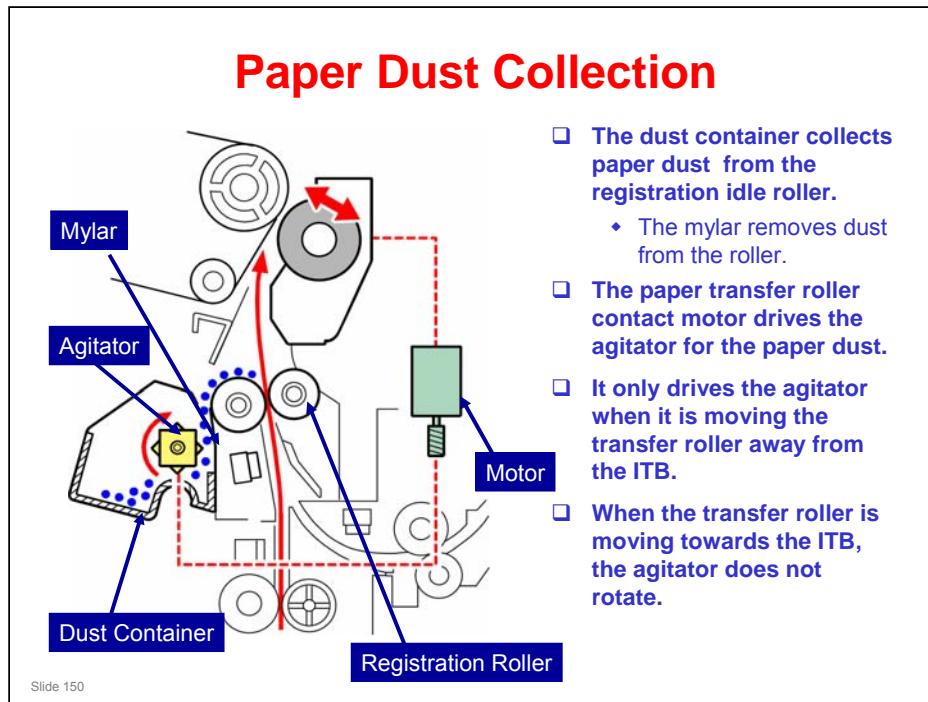 Paper Dust Collection
Mylar
Agitator
Dust Container
Motor
Registration Roller
❑ The dust container collects
paper dust from the
registration idle roller.
◆ The mylar removes dust
from the roller.
❑ The paper transfer roller
contact motor drives the
agitator for the paper dust.
❑ It only drives the agitator
when it is moving the
transfer roller away from
the ITB.
❑ When the transfer roller is
moving towards the ITB,
the agitator does not
rotate.
Slide 150